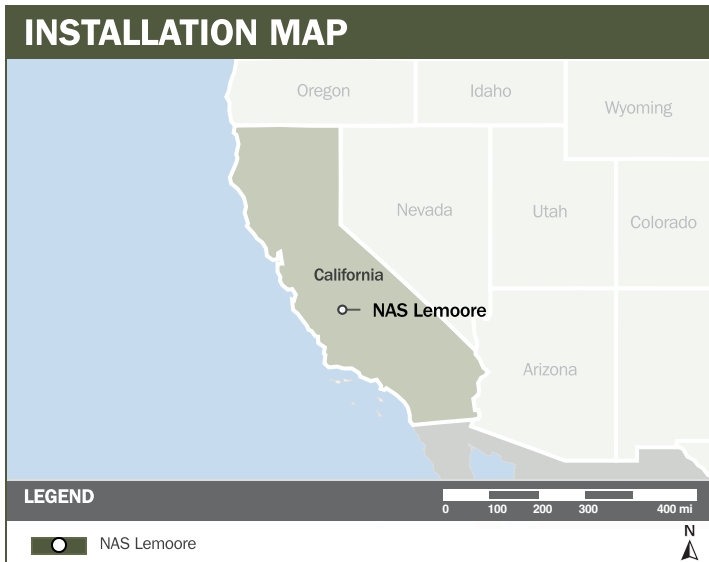 INSTALLATION MAP
Oregon
Idaho
Wyoming
Nevada
Utah
Colorado
California
NAS Lemoore
Arizona
LEGEND
0 100 200 300 400 mi
NAS Lemoore
N